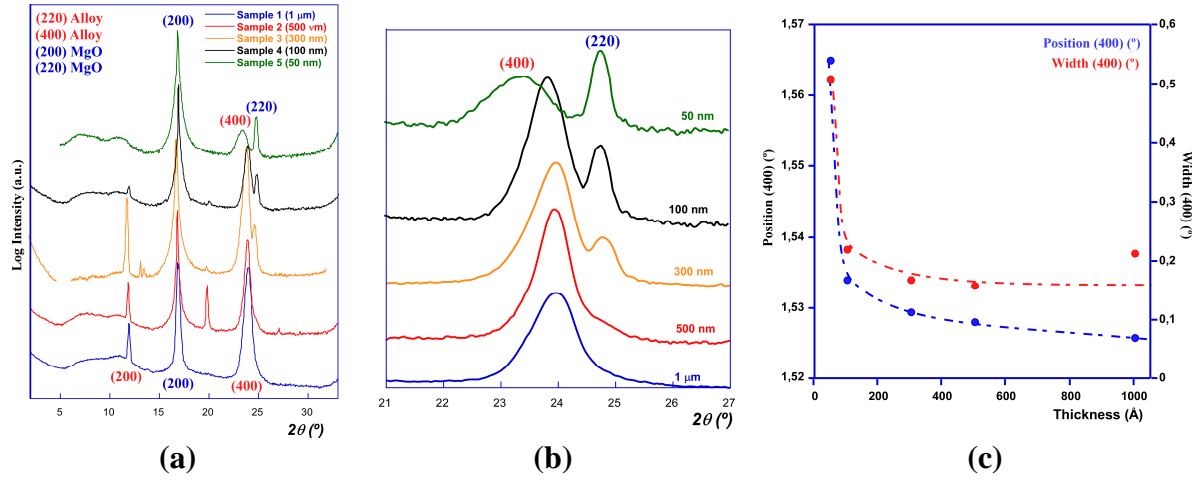 (220) Alloy
(400) Alloy
(200) MgO
(220) MgO
(200)
Sample 1 (1 μm)
Sample 2 (500 νm)
Sample 3 (300 nm)
Sample 4 (100 nm)
Sample 5 (50 nm)
(220)
(400)
Log Intensity (a.u.)
(200)
(200)
(400)
5
10
15
20
25
30
2θ (º)
(a)
(220)
(400)
50 nm
100 nm
300 nm
500 nm
1 μm
21
22
23
24
25
26
27
2θ (º)
(b)
1,57
1,56
1,55
1,54
1,53
1,52
Position (400) (º)
Position (400) (º)
Width (400) (º)
0,6
0,5
0,4
0,3
0,2
0,1
0
Width (400) (º)
0
200
400
600
800
1000
Thickness (Å)
(c)